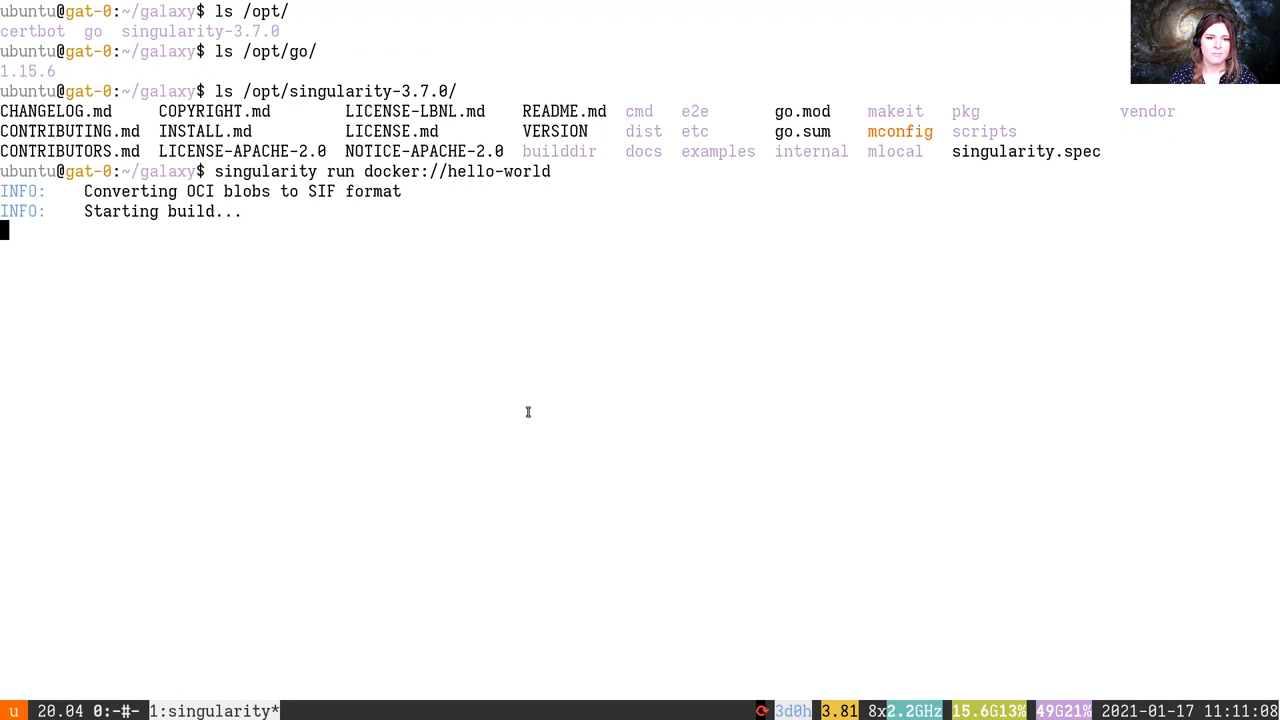 ubuntu@gat-0:~/galaxy$ ls /opt/
certbot  go  singularity-3.7.0
ubuntu@gat-0:~/galaxy$ ls /opt/go/
1.15.6
ubuntu@gat-0:~/galaxy$ ls /opt/singularity-3.7.0/
CHANGELOG.md     COPYRIGHT.md        LICENSE-LBNL.md    README.md  cmd   e2e       go.mod    makeit   pkg               vendor
CONTRIBUTING.md  INSTALL.md          LICENSE.md         VERSION    dist  etc       go.sum    mconfig  scripts
CONTRIBUTORS.md  LICENSE-APACHE-2.0  NOTICE-APACHE-2.0  builddir   docs  examples  internal  mlocal   singularity.spec
ubuntu@gat-0:~/galaxy$ singularity run docker://hello-world
INFO:    Converting OCI blobs to SIF format
INFO:    Starting build...
u  20.04 0:-#- 1:singularity* ⟳ 3d0h 3.81 8x2.2GHz 15.6G13% 49G21% 2021-01-17 11:11:08